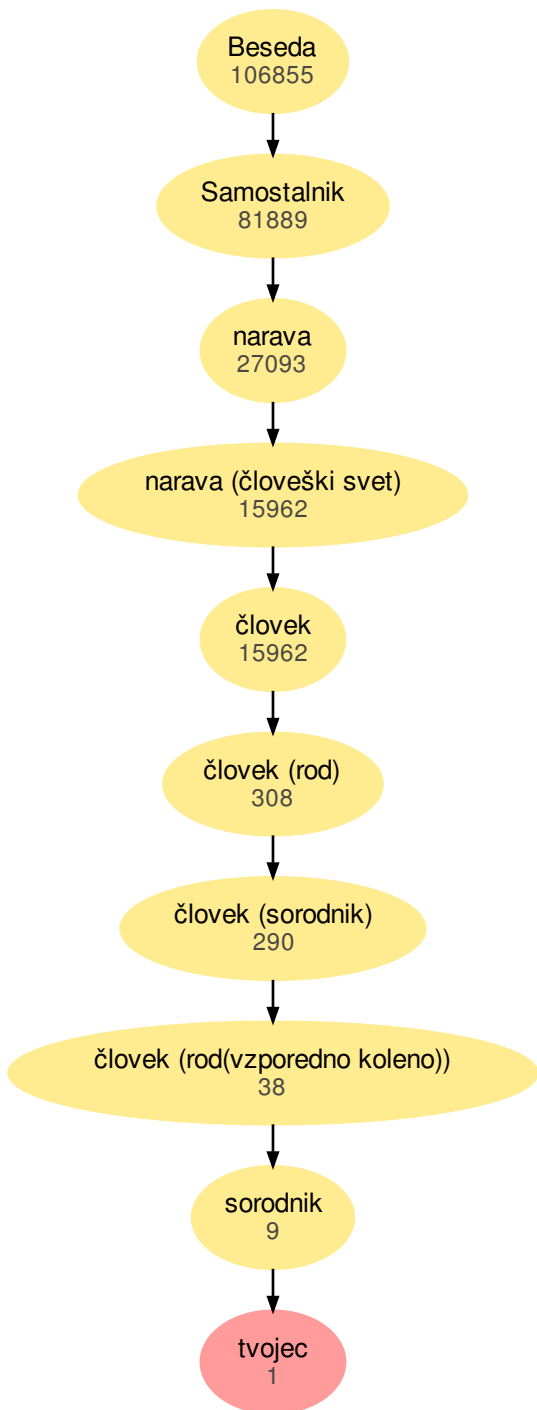 Beseda
106855
Samostalnik
81889
narava
27093
narava (človeški svet)
15962
človek
15962
človek (rod)
308
človek (sorodnik)
290
človek (rod(vzporedno koleno))
38
sorodnik
9
tvojec
1